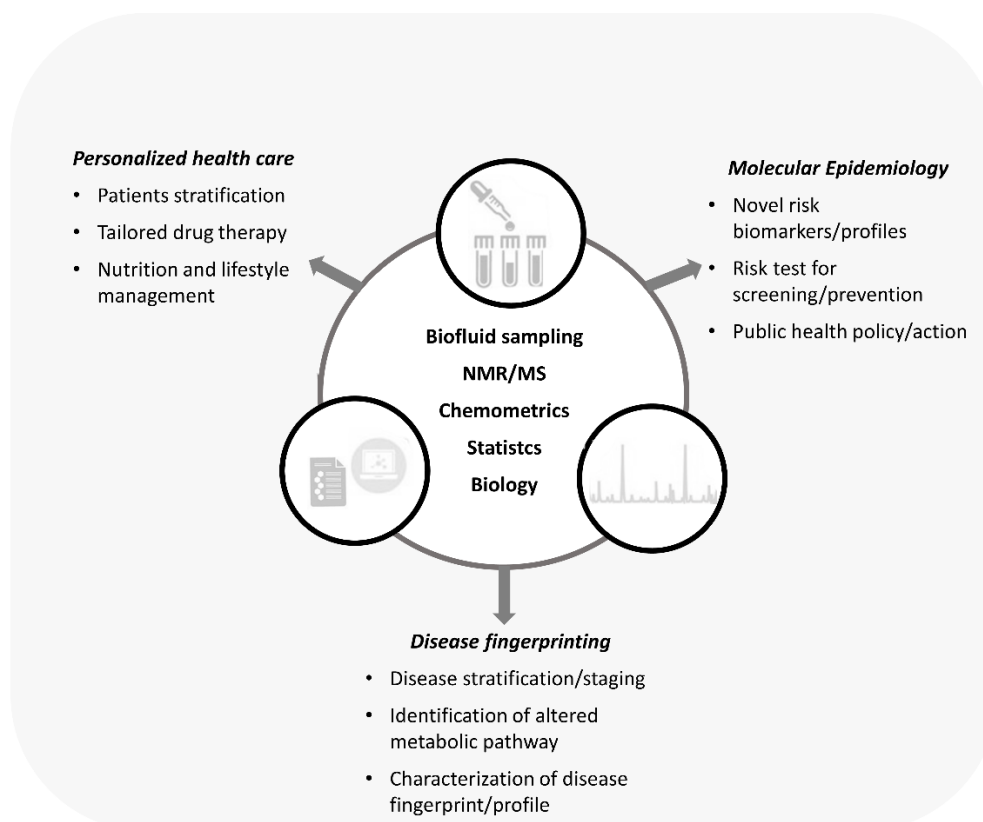 Personalized health care
• Patients stratification
• Tailored drug therapy
• Nutrition and lifestyle
management
Molecular Epidemiology
• Novel risk
biomarkers/profiles
• Risk test for
screening/prevention
• Public health policy/action
Biofluid sampling
NMR/MS
Chemometrics
Statistcs
Biology
Disease fingerprinting
• Disease stratification/staging
• Identification of altered
metabolic pathway
• Characterization of disease
fingerprint/profile